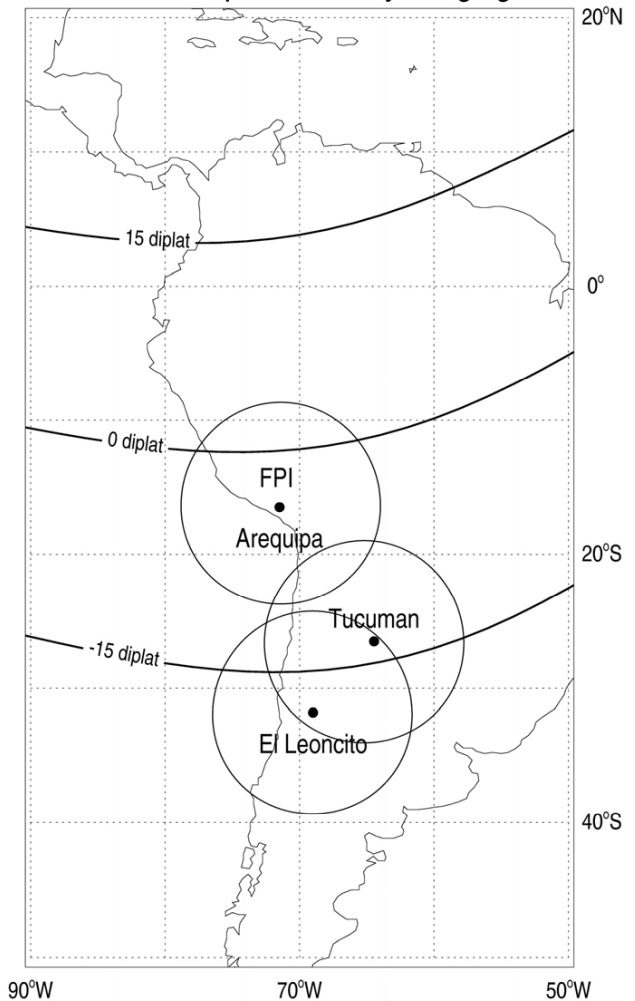 20°N
15 diplat
0°
0 diplat
FPI
Arequipa
20°S
Tucuman
-15 diplat
El Leoncito
40°S
90°W 70°W 50°W